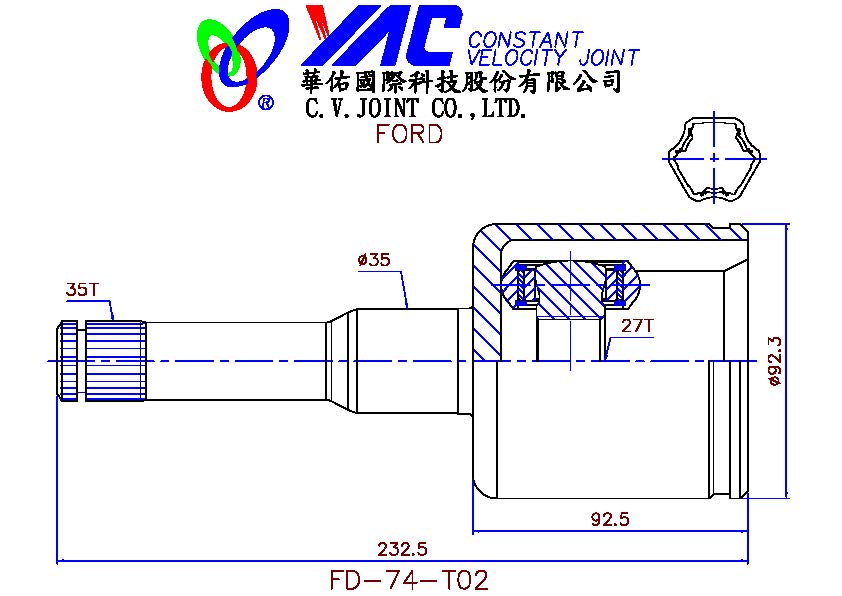 YAC CONSTANT
VELOCITY JOINT
®
華佑國際科技股份有限公司
C.V.JOINT CO.,LTD.
FORD
ø35
35T
27T
ø92.3
92.5
232.5
FD-74-T02